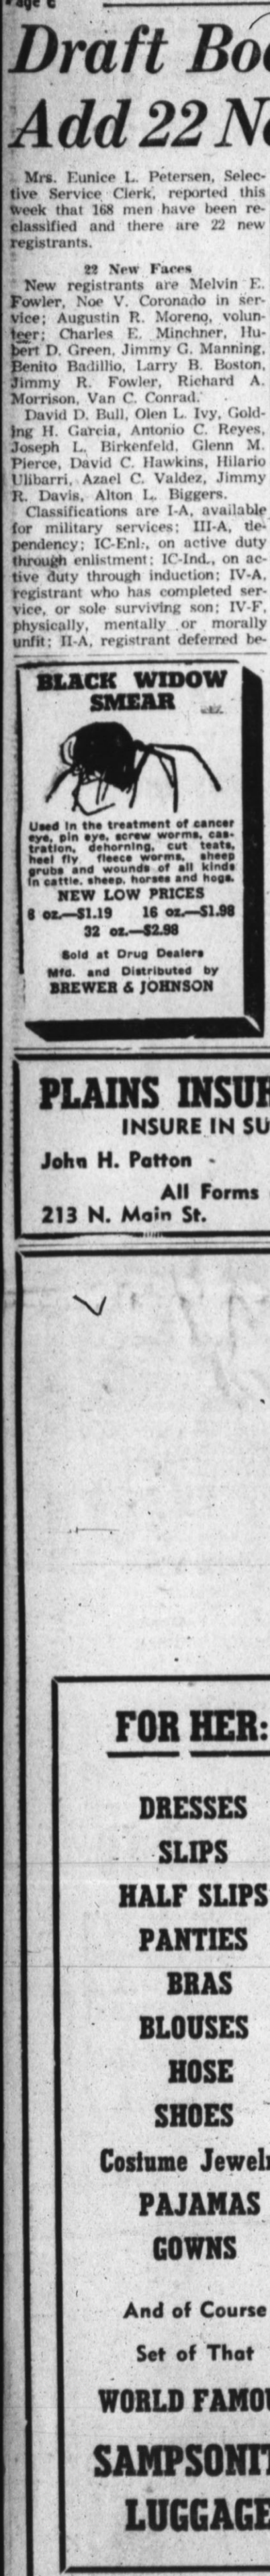 Page 6
Draft Boa
Add 22 Ne
Mrs. Eunice L. Petersen, Selec-
tive Service Clerk, reported this
week that 168 men have been re-
classified and there are 22 new
registrants.
22 New Faces
New registrants are Melvin E.
Fowler, Noe V. Coronado in ser-
vice; Augustin R. Moreno, volun-
teer; Charles E. Minchner, Hu-
bert D. Green, Jimmy G. Manning,
Benito Badillio, Larry B. Boston,
Jimmy R. Fowler, Richard A.
Morrison, Van C. Conrad.
David D. Bull, Olen L. Ivy, Gold-
ing H. Garcia, Antonio C. Reyes,
Joseph L. Birkenfeld, Glenn M.
Pierce, David C. Hawkins, Hilario
Ulibarri, Azael C. Valdez, Jimmy
R. Davis, Alton L. Biggers.
Classifications are I-A, available
for military services; III-A, de-
pendency; IC-Enl., on active duty
through enlistment; IC-Ind., on ac-
tive duty through induction; IV-A,
registrant who has completed ser-
vice, or sole surviving son; IV-F,
physically, mentally or morally
unfit; II-A, registrant deferred be-
BLACK WIDOW
SMEAR
Used in the treatment of cancer
eye, pin eye, screw worms, cas-
tration, dehorning, cut teats,
heel fly, fleece worms, sheep
grubs and wounds of all kinds
in cattle, sheep, horses and hogs.
NEW LOW PRICES
8 oz.—$1.19 16 oz.—$1.98
32 oz.—$2.98
Sold at Drug Dealers
Mfd. and Distributed by
BREWER & JOHNSON
PLAINS INSUR
INSURE IN SU
John H. Patton -
All Forms
213 N. Main St.
FOR HER:
DRESSES
SLIPS
HALF SLIPS
PANTIES
BRAS
BLOUSES
HOSE
SHOES
Costume Jewelr
PAJAMAS
GOWNS
And of Course
Set of That
WORLD FAMOU
SAMPSONIT
LUGGAGE